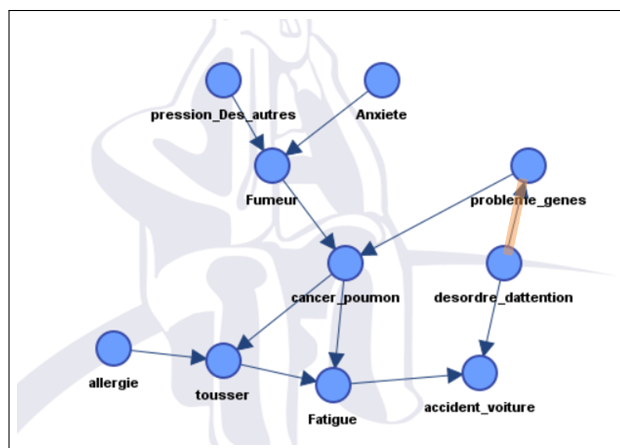 pression_Des_autres
Anxiete
Fumeur
probleme_genes
cancer_poumon
desordre_dattention
allergie
tousser
Fatigue
accident_voiture